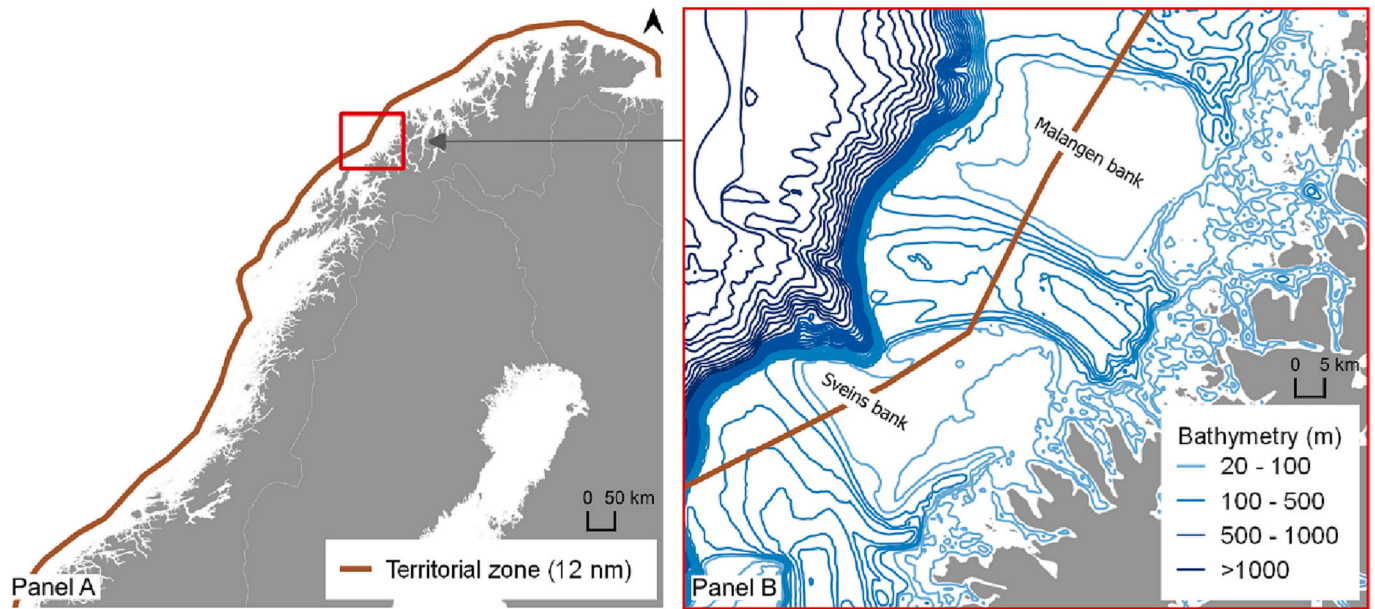 0 50 km
Territorial zone (12 nm)
Panel A
Malangen bank
Sveins bank
0 5 km
Bathymetry (m)
20 - 100
100 - 500
500 - 1000
>1000
Panel B